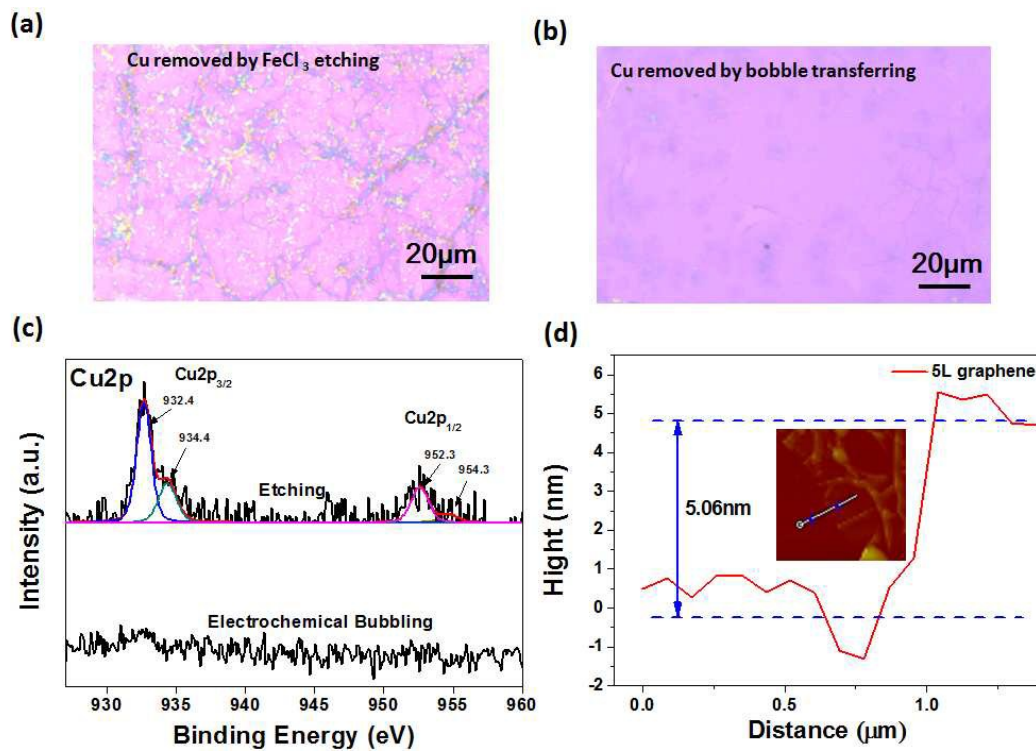 (a)
Cu removed by FeCl₃ etching
20μm
(b)
Cu removed by bobble transferring
20μm
(c)
Cu2p
Cu2p₃/₂
932.4
934.4
Cu2p₁/₂
952.3
954.3
Etching
Electrochemical Bubbling
Intensity (a.u.)
930 935 940 945 950 955 960
Binding Energy (eV)
(d)
5L graphene
6
5
4
3
2
1
0
-1
-2
5.06nm
Hight (nm)
0.0 0.5 1.0
Distance (μm)